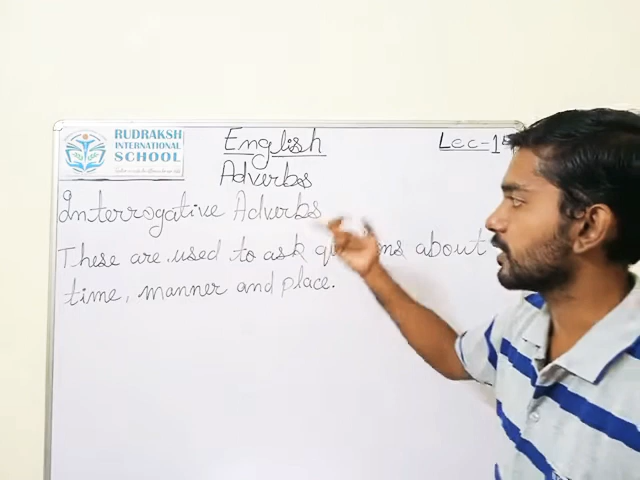 RUDRAKSH
INTERNATIONAL
SCHOOL
English
Lec-15
Adverbs
Interrogative Adverbs
These are used to ask questions about
time, manner and place.